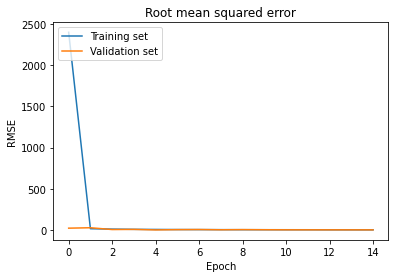 Root mean squared error
2500
2000
1500
1000
500
0
RMSE
Training set
Validation set
0 2 4 6 8 10 12 14
Epoch